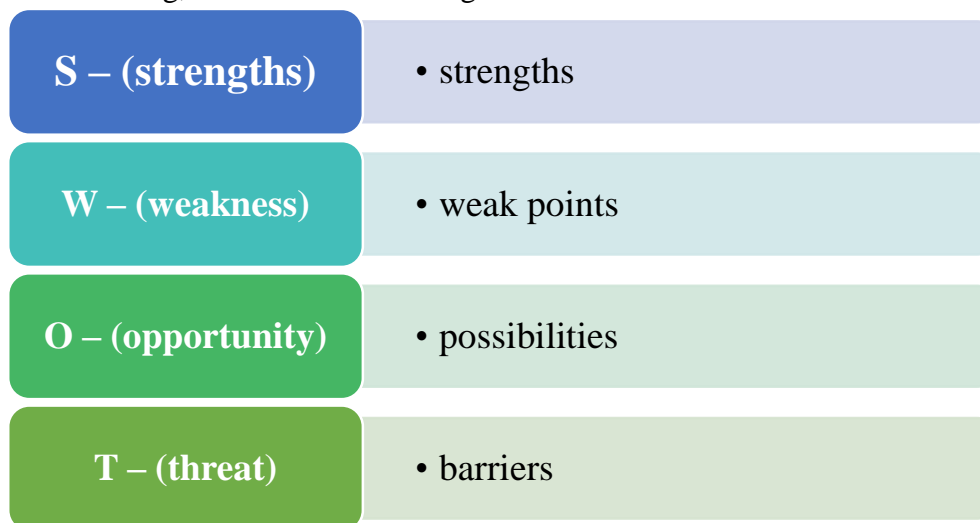 S – (strengths)
• strengths
W – (weakness)
• weak points
O – (opportunity)
• possibilities
T – (threat)
• barriers